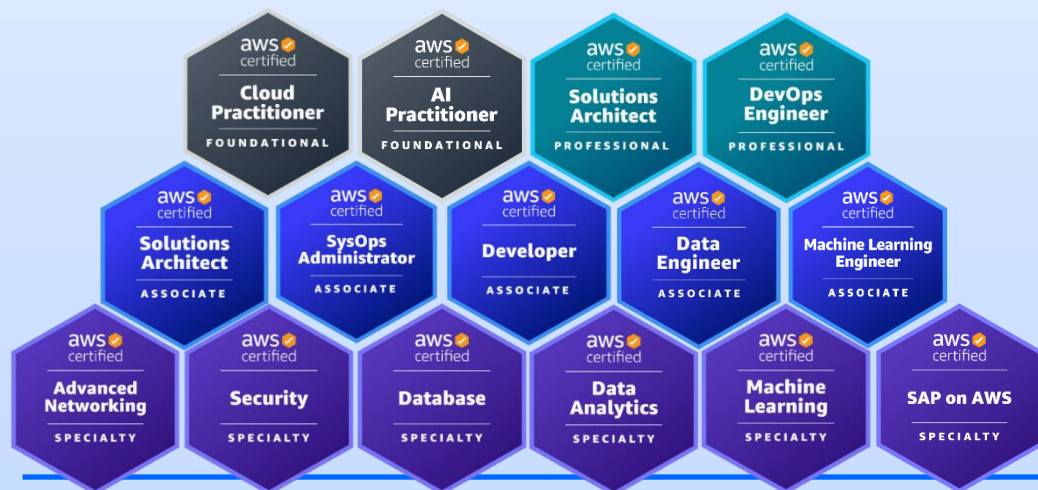 aws
certified
Cloud
Practitioner
FOUNDATIONAL
aws
certified
AI
Practitioner
FOUNDATIONAL
aws
certified
Solutions
Architect
PROFESSIONAL
aws
certified
DevOps
Engineer
PROFESSIONAL
aws
certified
Solutions
Architect
ASSOCIATE
aws
certified
SysOps
Administrator
ASSOCIATE
aws
certified
Developer
ASSOCIATE
aws
certified
Data
Engineer
ASSOCIATE
aws
certified
Machine Learning
Engineer
ASSOCIATE
aws
certified
Advanced
Networking
SPECIALTY
aws
certified
Security
SPECIALTY
aws
certified
Database
SPECIALTY
aws
certified
Data
Analytics
SPECIALTY
aws
certified
Machine
Learning
SPECIALTY
aws
certified
SAP on AWS
SPECIALTY